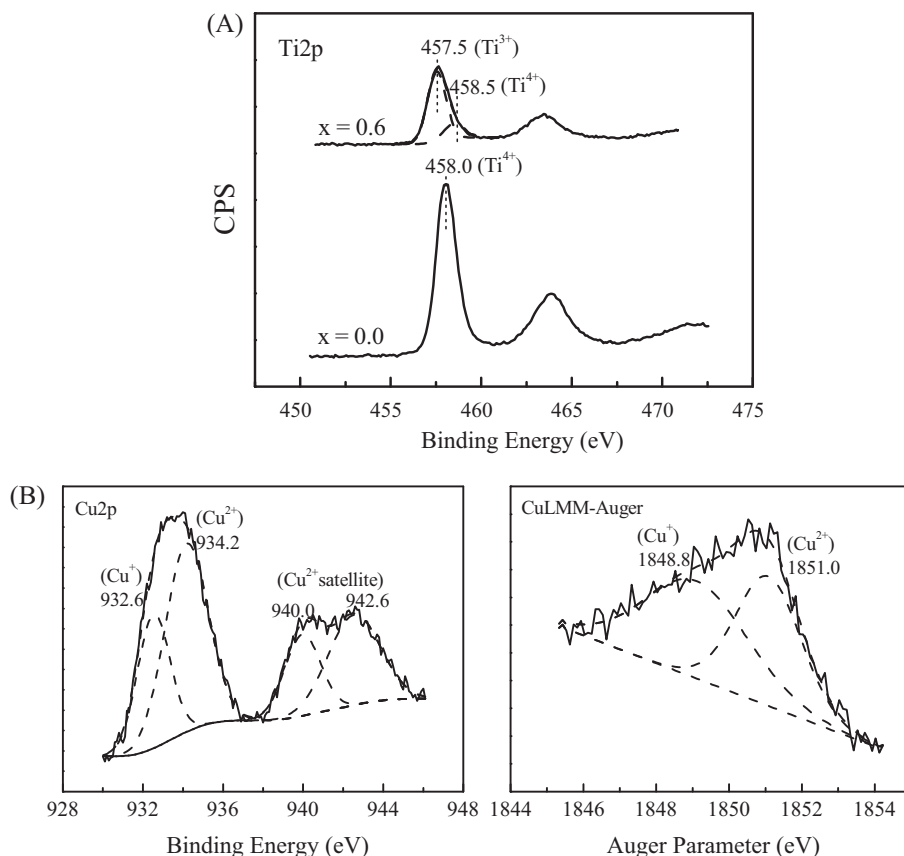 (A)
Ti2p
457.5 (Ti³⁺)
458.5 (Ti⁴⁺)
x = 0.6
458.0 (Ti⁴⁺)
CPS
x = 0.0
450 455 460 465 470 475
Binding Energy (eV)
(B)
Cu2p
(Cu²⁺)
934.2
(Cu⁺)
932.6
(Cu²⁺ satellite)
940.0 942.6
928 932 936 940 944 948
Binding Energy (eV)
CuLMM-Auger
(Cu⁺)
1848.8
(Cu²⁺)
1851.0
1844 1846 1848 1850 1852 1854
Auger Parameter (eV)